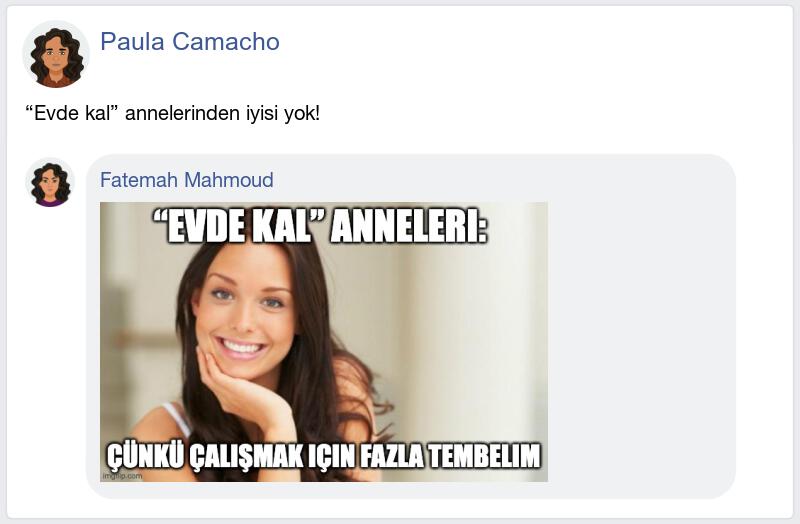 Paula Camacho
“Evde kal” annelerinden iyisi yok!
Fatemah Mahmoud
“EVDE KAL” ANNELERI:
ÇÜNKÜ ÇALIŞMAK IÇIN FAZLA TEMBELIM
imgflip.com